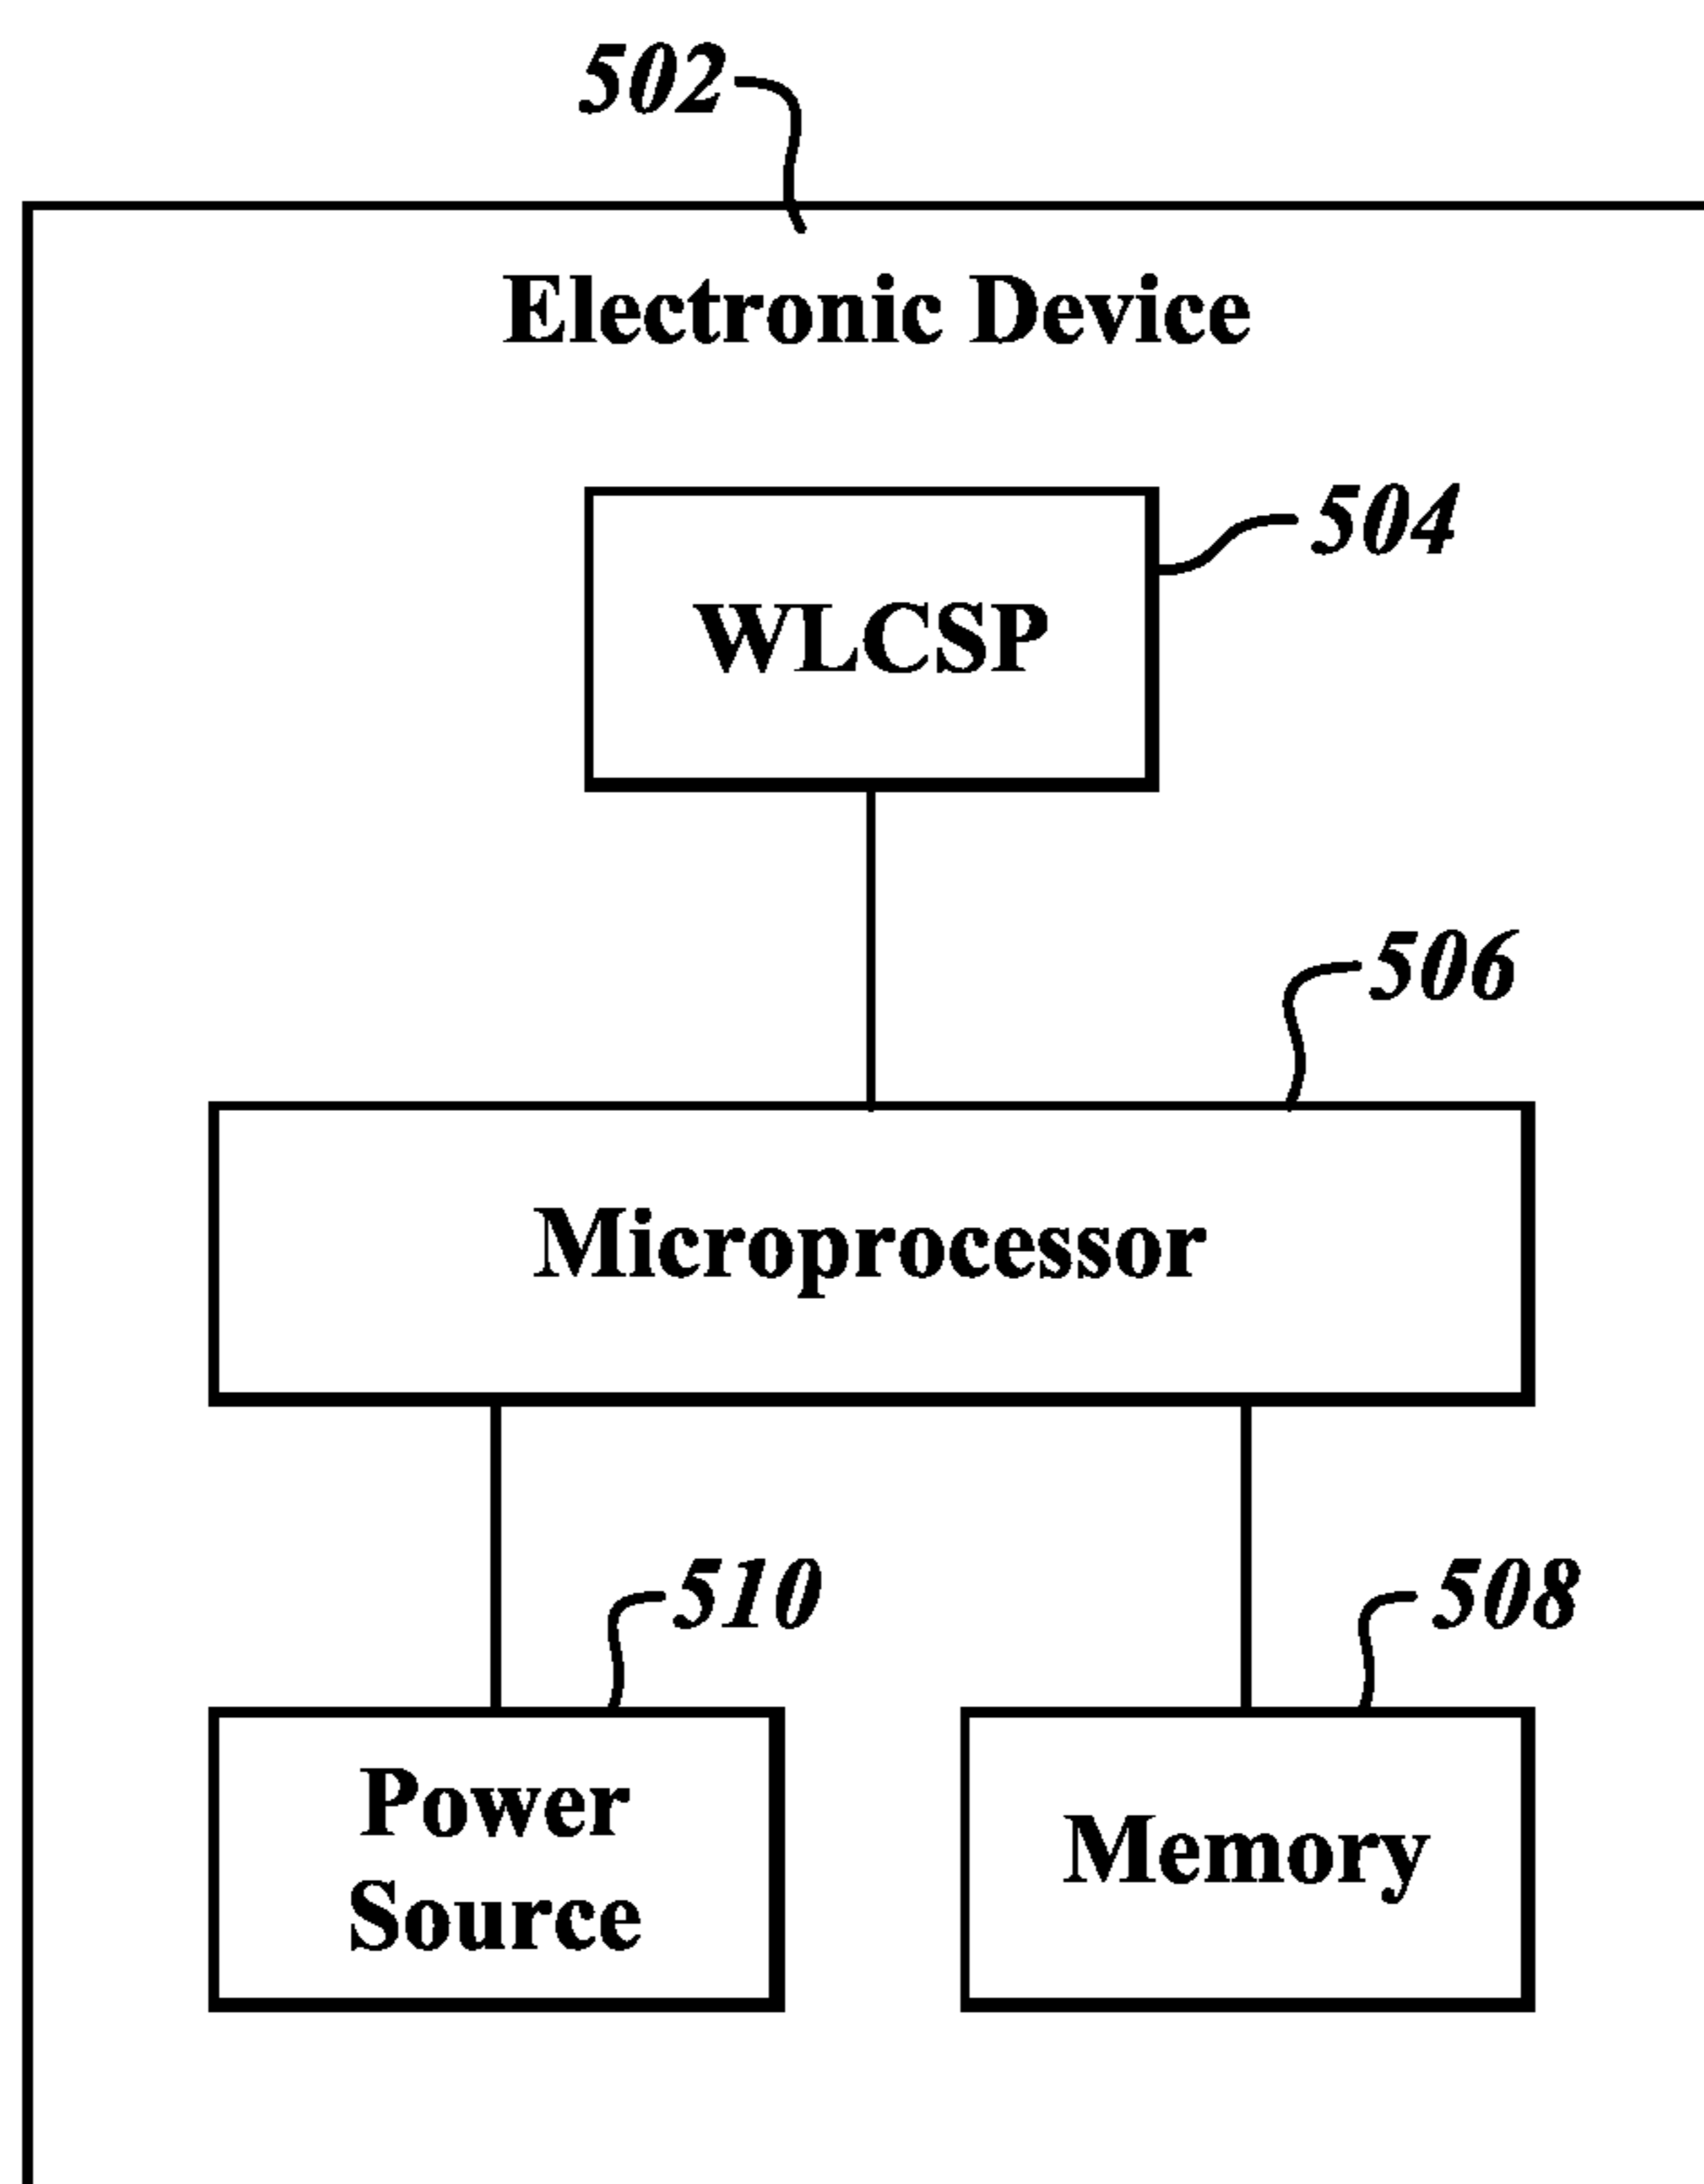 502
Electronic Device
504
WLCSP
506
Microprocessor
510
508
Power
Source
Memory